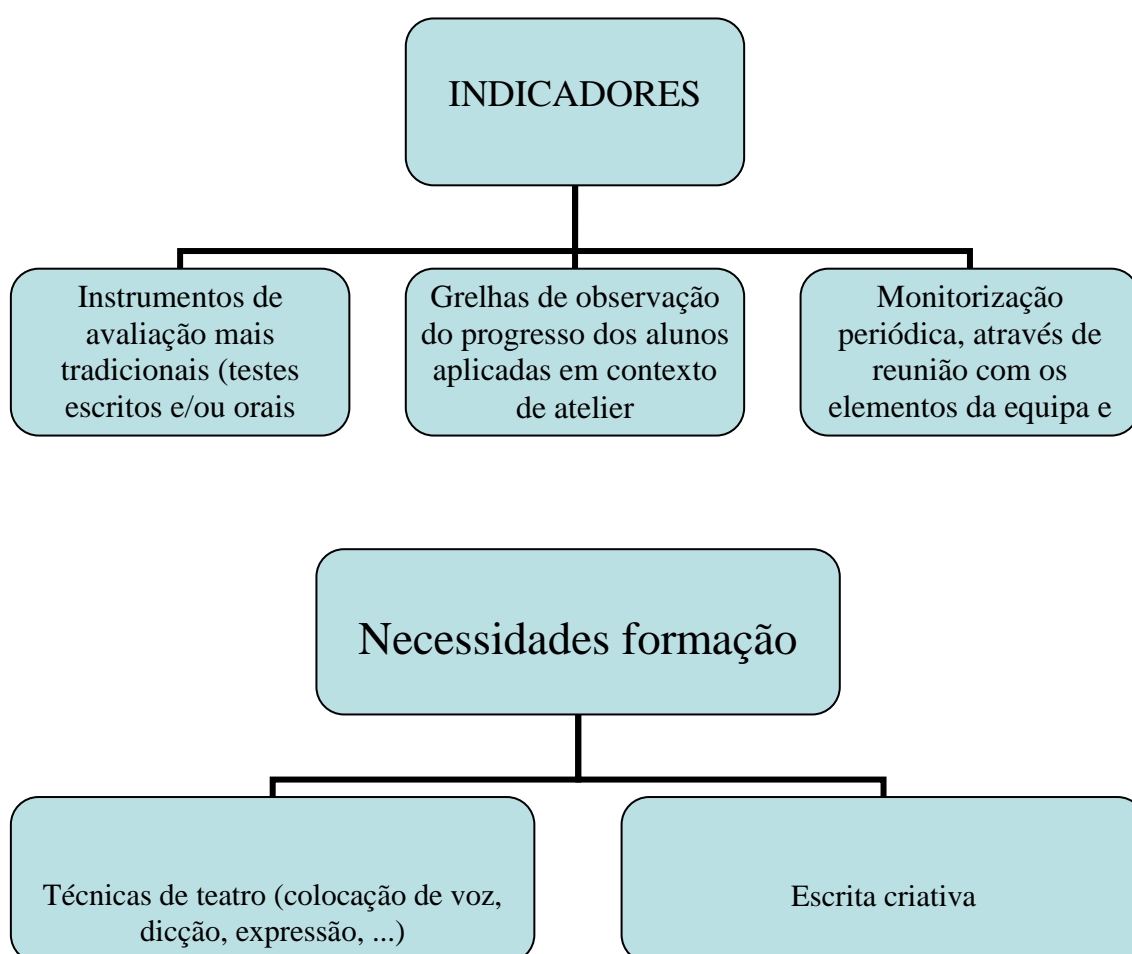 INDICADORES
Instrumentos de
avaliação mais
tradicionais (testes
escritos e/ou orais
Grelhas de observação
do progresso dos alunos
aplicadas em contexto
de atelier
Monitorização
periódica, através de
reunião com os
elementos da equipa e
Necessidades formação
Técnicas de teatro (colocação de voz,
dicção, expressão, ...)
Escrita criativa